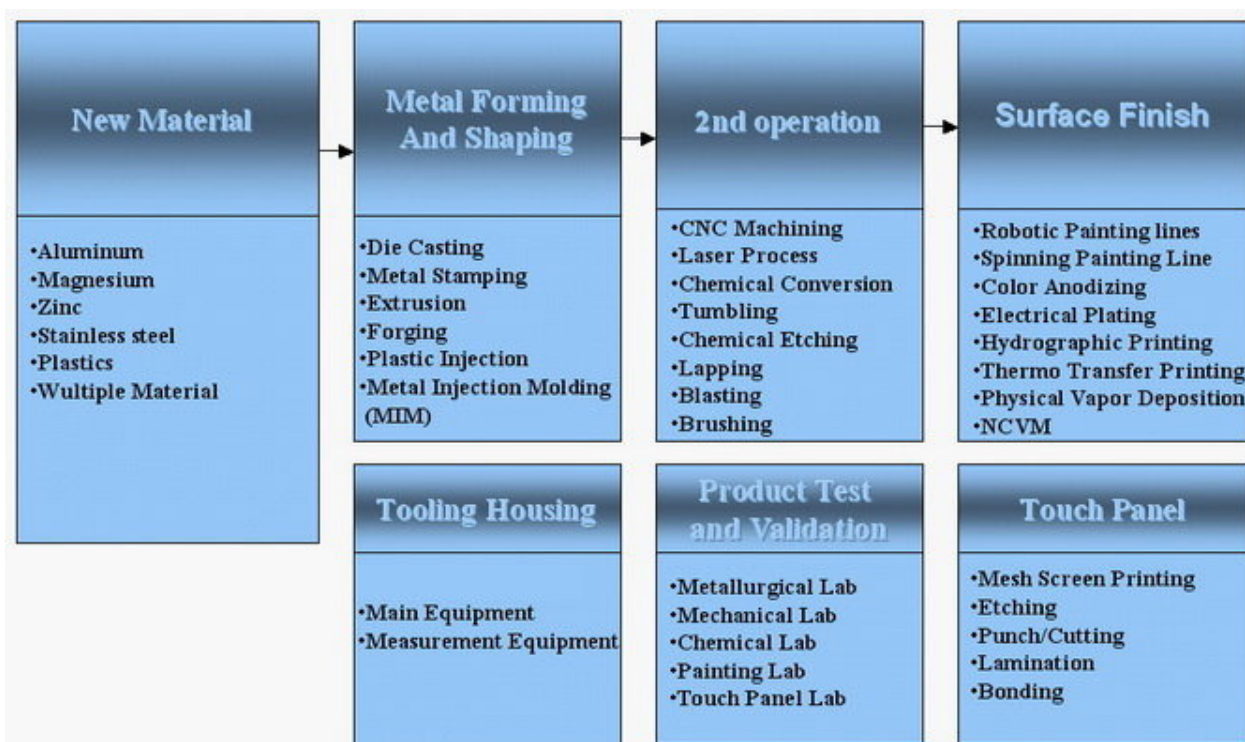 New Material
•Aluminum
•Magnesium
•Zinc
•Stainless steel
•Plastics
•Wultiple Material
Metal Forming
And Shaping
•Die Casting
•Metal Stamping
•Extrusion
•Forging
•Plastic Injection
•Metal Injection Molding
(MIM)
2nd operation
•CNC Machining
•Laser Process
•Chemical Conversion
•Tumbling
•Chemical Etching
•Lapping
•Blasting
•Brushing
Surface Finish
•Robotic Painting lines
•Spinning Painting Line
•Color Anodizing
•Electrical Plating
•Hydrographic Printing
•Thermo Transfer Printing
•Physical Vapor Deposition
•NCVM
Tooling Housing
•Main Equipment
•Measurement Equipment
Product Test
and Validation
•Metallurgical Lab
•Mechanical Lab
•Chemical Lab
•Painting Lab
•Touch Panel Lab
Touch Panel
•Mesh Screen Printing
•Etching
•Punch/Cutting
•Lamination
•Bonding